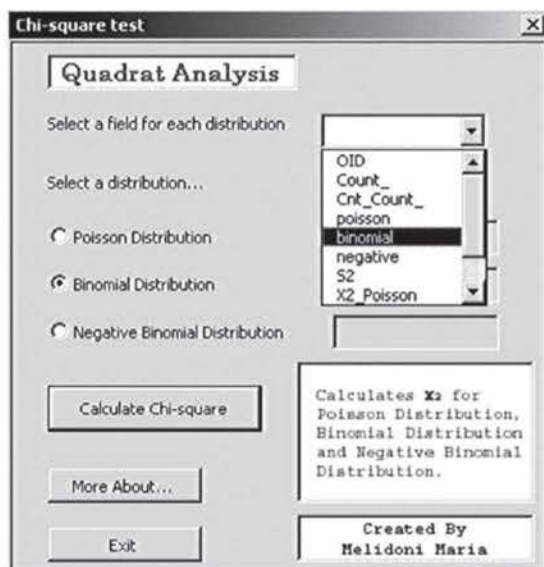 Chi-square test
Quadrat Analysis
Select a field for each distribution
OID
Count_
Cnt_Count_
poisson
binomial
negative
S2
X2_Poisson
Select a distribution...
Poisson Distribution
Binomial Distribution
Negative Binomial Distribution
Calculate Chi-square
Calculates X2 for
Poisson Distribution,
Binomial Distribution
and Negative Binomial
Distribution.
More About...
Exit
Created By
Melidoni Maria